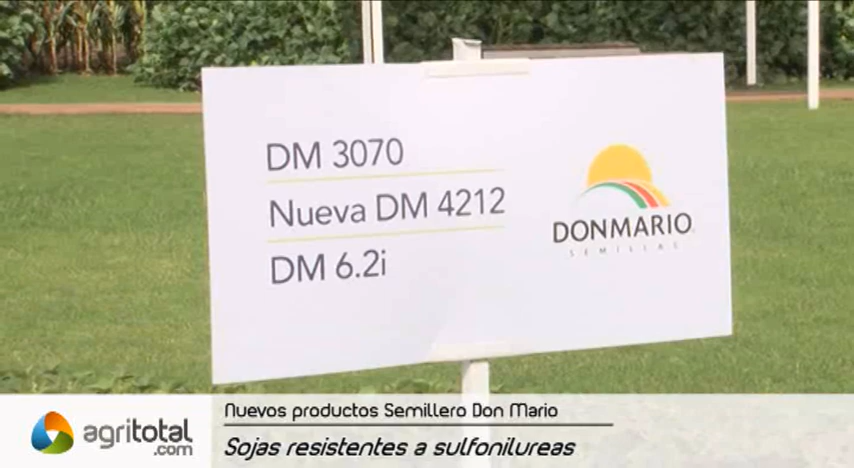 DM 3070
Nueva DM 4212
DM 6.2i
DONMARIO
SEMILLAS
agritotal
.com
Nuevos productos Semillero Don Mario
Sojas resistentes a sulfonilureas